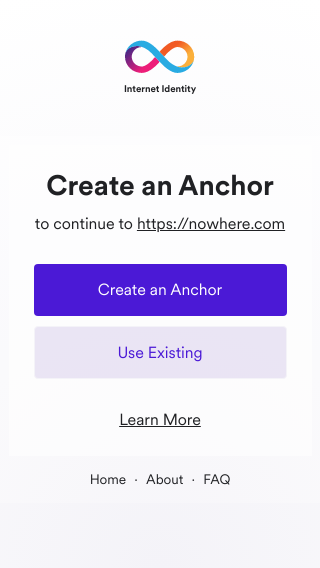 Internet Identity
Create an Anchor
to continue to https://nowhere.com
Create an Anchor
Use Existing
Learn More
Home · About · FAQ